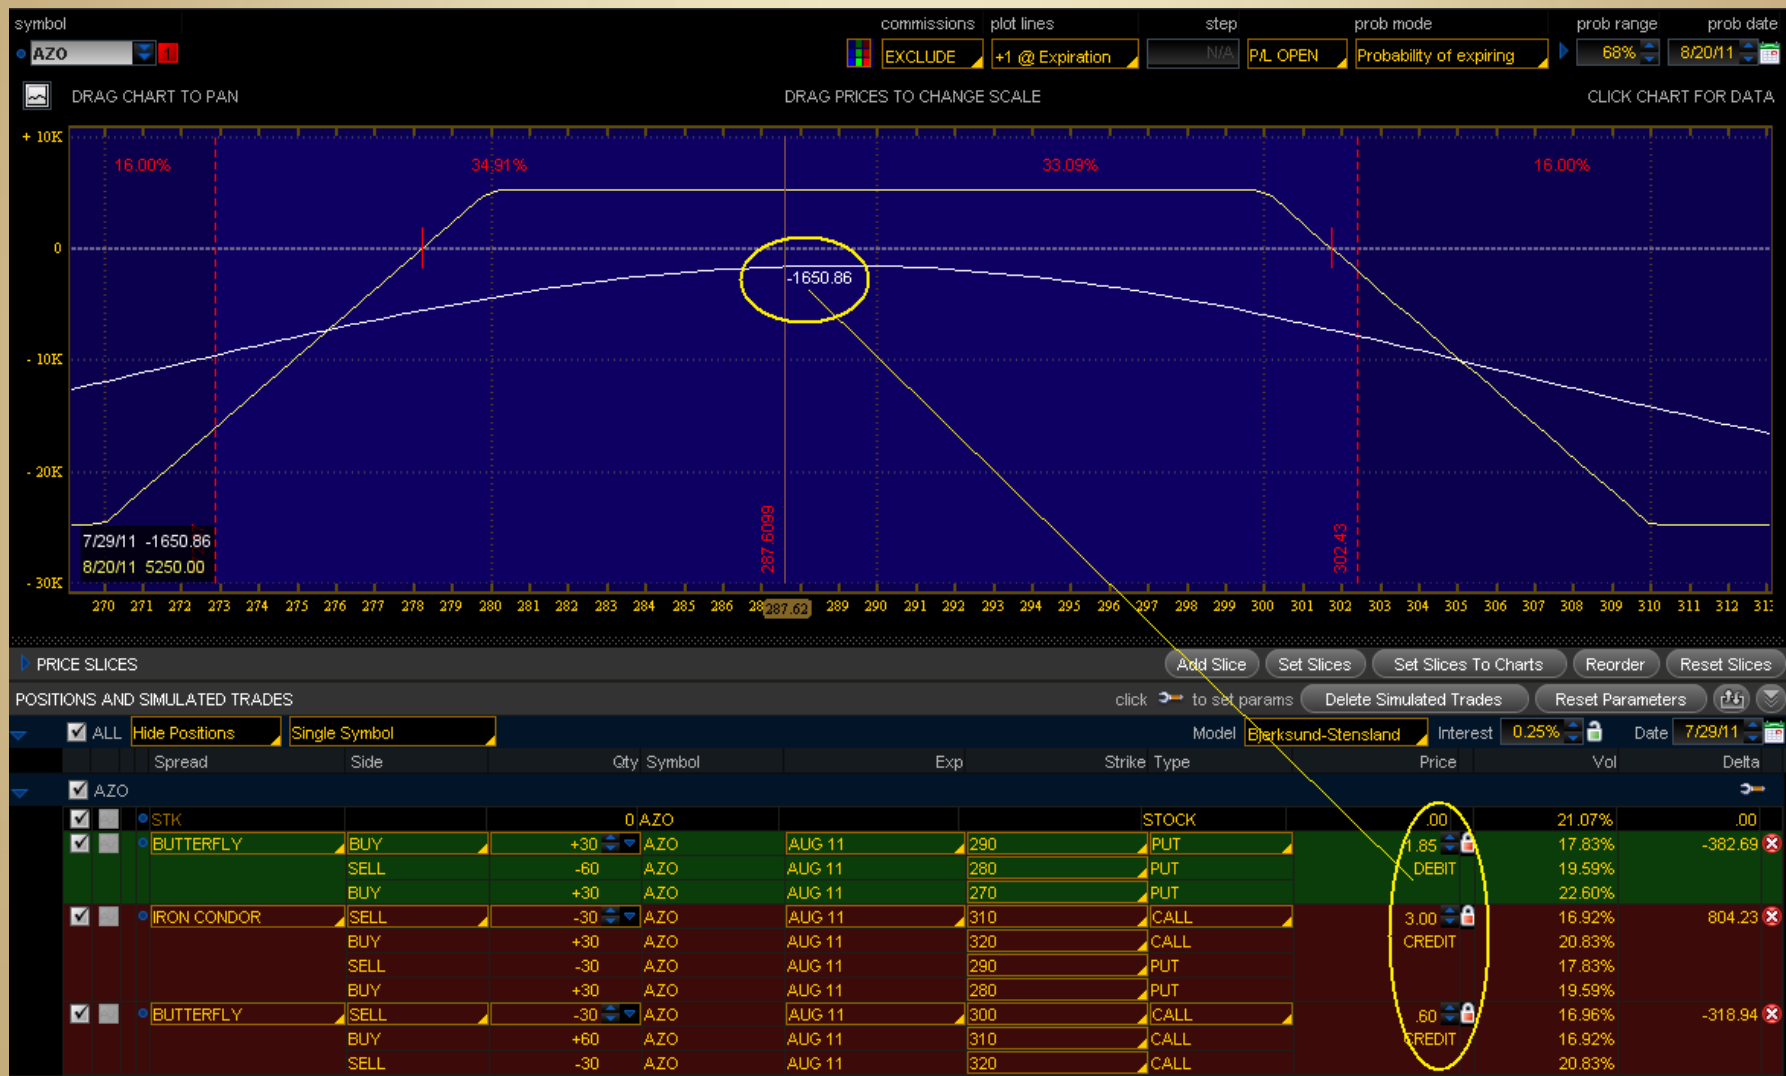 symbol commissions plot lines step prob mode prob range prob date
AZO 1 EXCLUDE +1 @ Expiration N/A P/L OPEN Probability of expiring 68% 8/20/11
DRAG CHART TO PAN DRAG PRICES TO CHANGE SCALE CLICK CHART FOR DATA
+ 10K
16.00% 34.91% 33.09% 16.00%
0
-1650.86
- 10K
- 20K
287.6099 302.43
7/29/11 -1650.86
8/20/11 5250.00
- 30K
270 271 272 273 274 275 276 277 278 279 280 281 282 283 284 285 286 287.62 289 290 291 292 293 294 295 296 297 298 299 300 301 302 303 304 305 306 307 308 309 310 311 312
PRICE SLICES Add Slice Set Slices Set Slices To Charts Reorder Reset Slices
POSITIONS AND SIMULATED TRADES click to set params Delete Simulated Trades Reset Parameters
ALL Hide Positions Single Symbol Model Bjerksund-Stensland Interest 0.25% Date 7/29/11
Spread Side Qty Symbol Exp Strike Type Price Vol Delta
AZO
STK 0 AZO STOCK .00 21.07% .00
BUTTERFLY BUY +30 AZO AUG 11 290 PUT 1.85 17.83% -382.69
SELL -60 AZO AUG 11 280 PUT DEBIT 19.59%
BUY +30 AZO AUG 11 270 PUT 22.60%
IRON CONDOR SELL -30 AZO AUG 11 310 CALL 3.00 16.92% 804.23
BUY +30 AZO AUG 11 320 CALL CREDIT 20.83%
SELL -30 AZO AUG 11 290 PUT 17.83%
BUY +30 AZO AUG 11 280 PUT 19.59%
BUTTERFLY SELL -30 AZO AUG 11 300 CALL .60 16.96% -318.94
BUY +60 AZO AUG 11 310 CALL CREDIT 16.92%
SELL -30 AZO AUG 11 320 CALL 20.83%